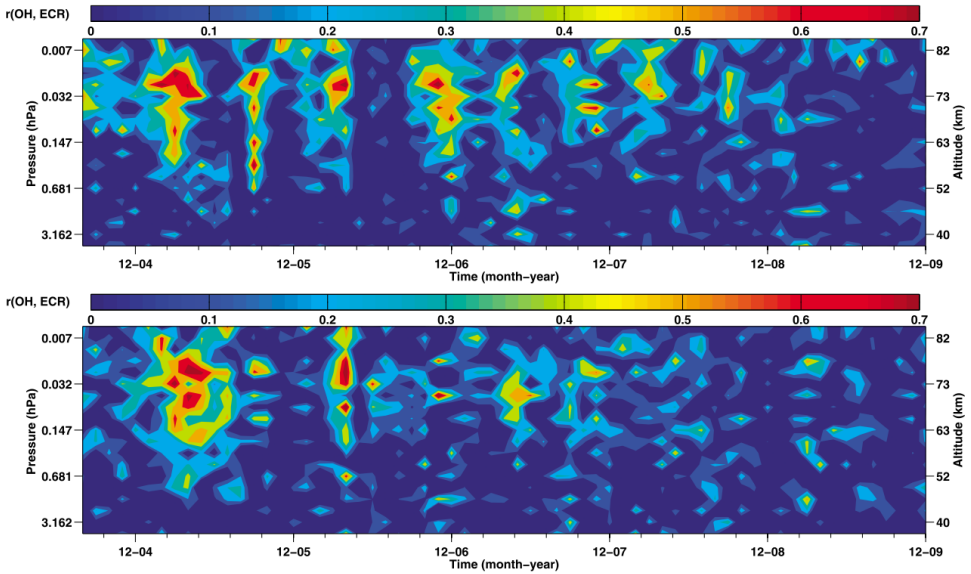 r(OH, ECR)
0 0.1 0.2 0.3 0.4 0.5 0.6 0.7
Pressure (hPa)
0.007
0.032
0.147
0.681
3.162
82
73
63
52
40
Altitude (km)
12–04 12–05 12–06 12–07 12–08 12–09
Time (month–year)
r(OH, ECR)
0 0.1 0.2 0.3 0.4 0.5 0.6 0.7
Pressure (hPa)
0.007
0.032
0.147
0.681
3.162
82
73
63
52
40
Altitude (km)
12–04 12–05 12–06 12–07 12–08 12–09
Time (month–year)